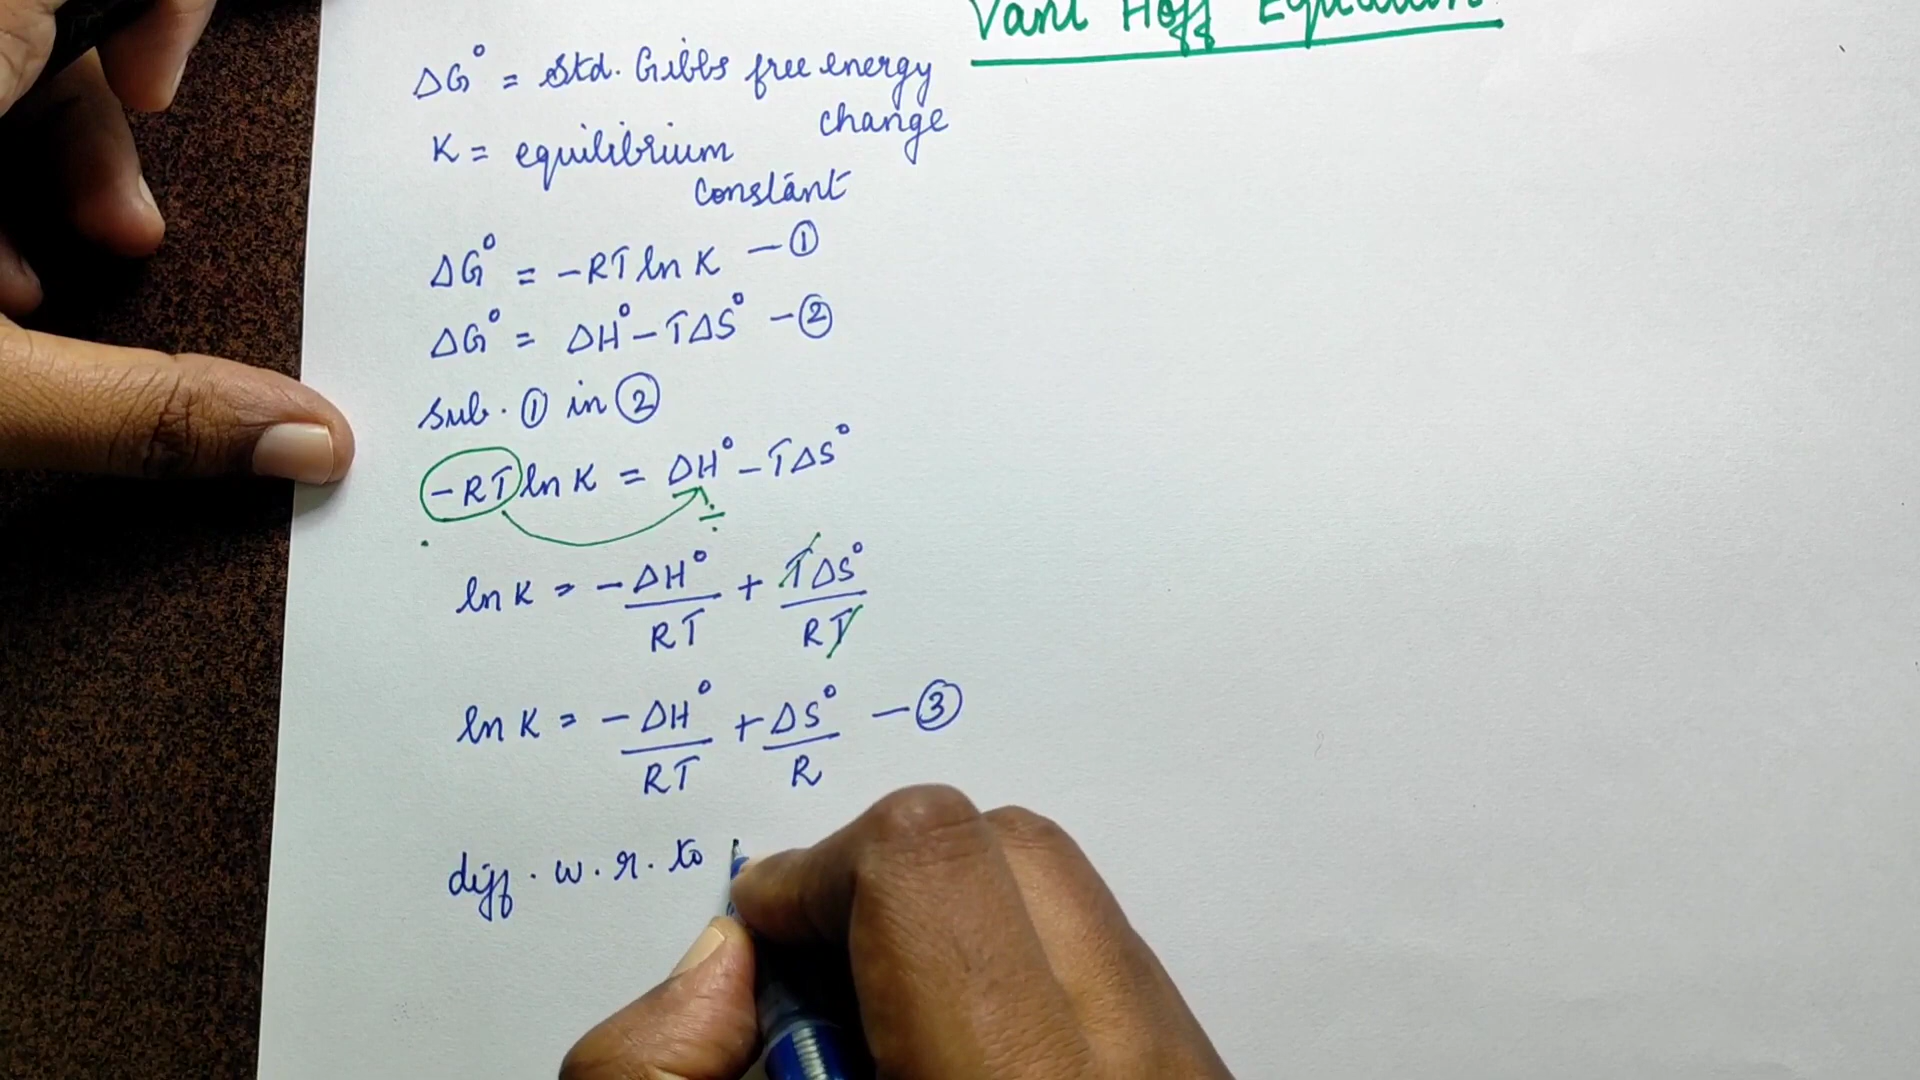 Vant Hoff Equation
ΔG° = Std. Gibbs free energy
change
K = equilibrium
constant
ΔG° = -RT ln K - ①
ΔG° = ΔH° - TΔS° - ②
Sub. ① in ②
-RT ln K = ΔH° - TΔS°
÷
ln K = -ΔH°/RT + TΔS°/RT
ln K = -ΔH°/RT + ΔS°/R - ③
diff. w. r. to